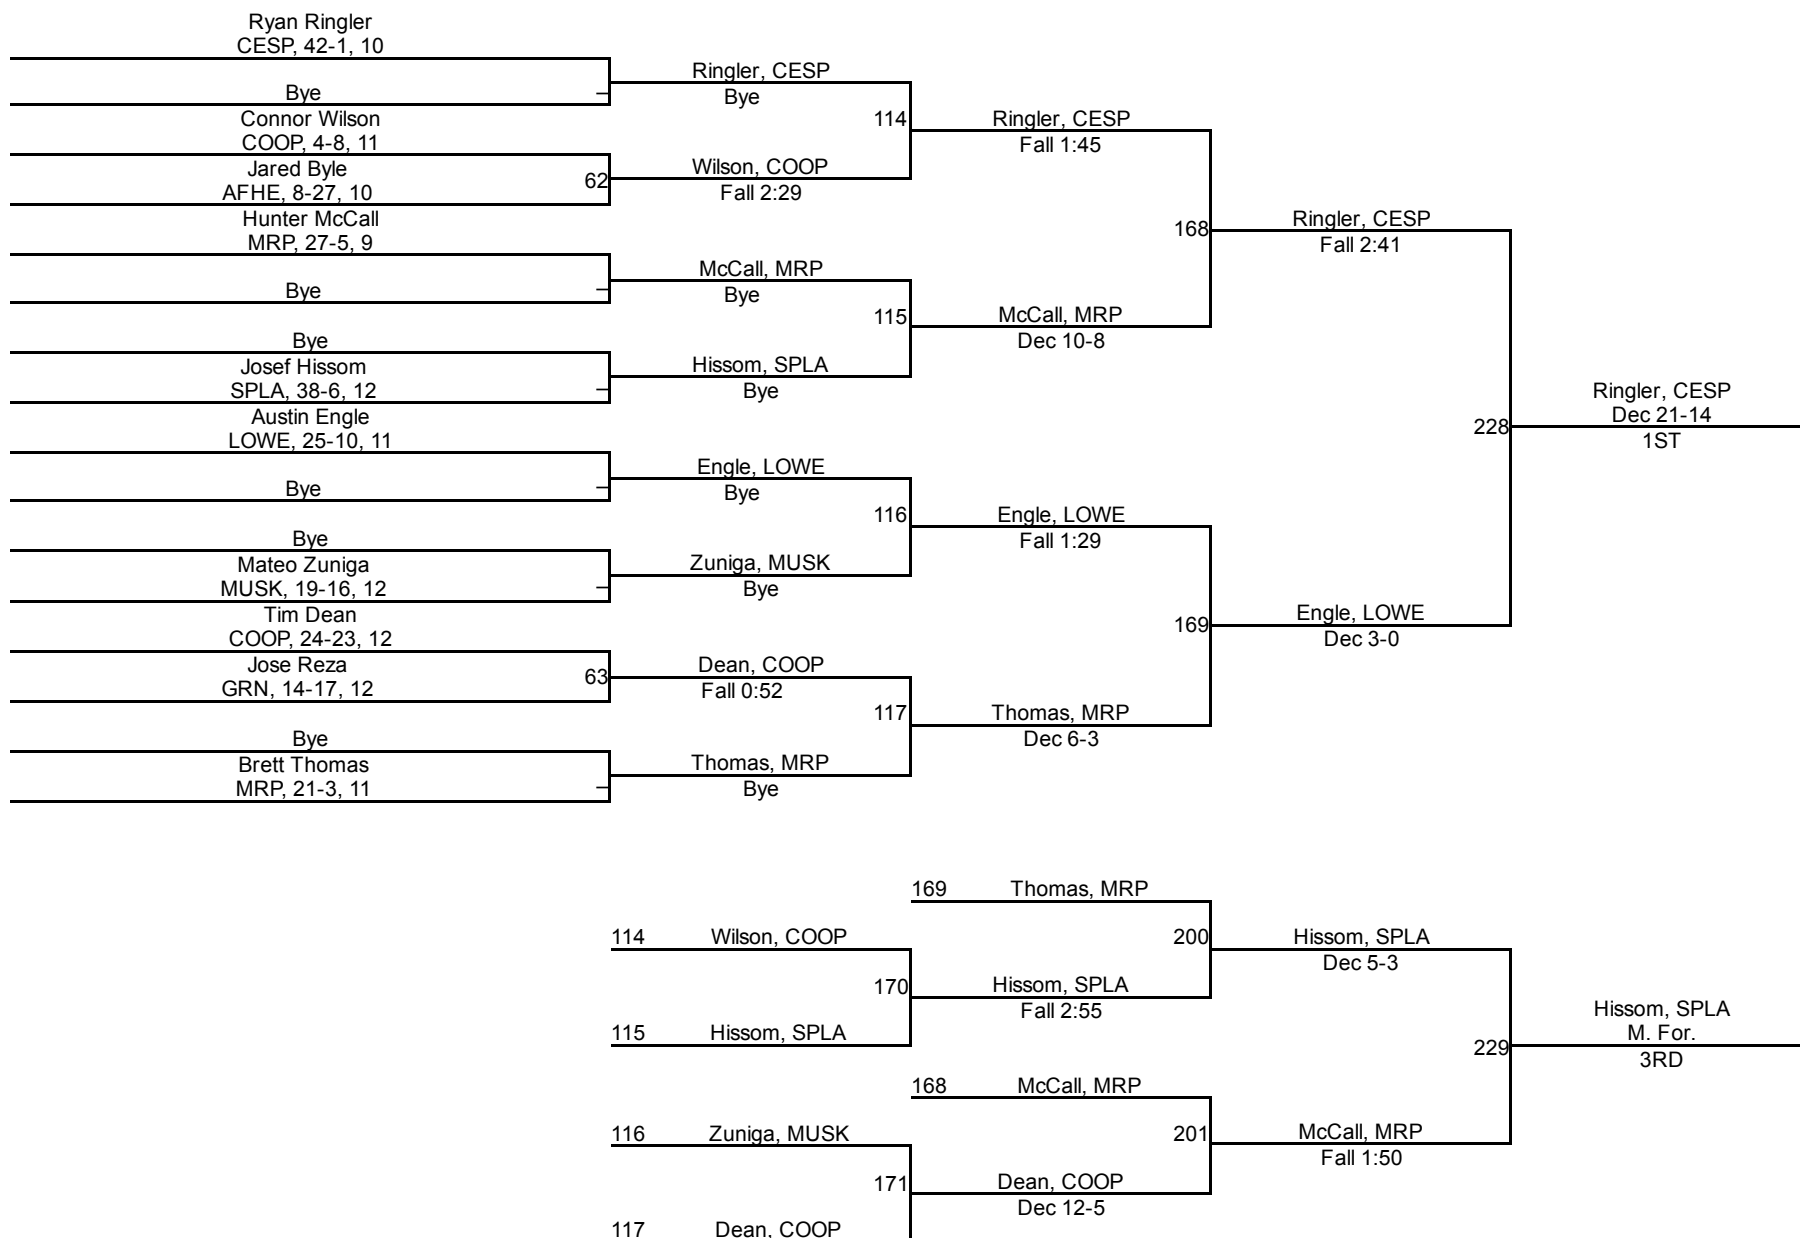 Ryan Ringler
CESP, 42-1, 10
Bye
Connor Wilson
COOP, 4-8, 11
Jared Byle
AFHE, 8-27, 10
62
Hunter McCall
MRP, 27-5, 9
Bye
Bye
Josef Hissom
SPLA, 38-6, 12
Austin Engle
LOWE, 25-10, 11
Bye
Bye
Mateo Zuniga
MUSK, 19-16, 12
Tim Dean
COOP, 24-23, 12
Jose Reza
GRN, 14-17, 12
63
Bye
Brett Thomas
MRP, 21-3, 11
Ringler, CESP
Bye
114
Wilson, COOP
Fall 2:29
McCall, MRP
Bye
115
Hissom, SPLA
Bye
Engle, LOWE
Bye
116
Zuniga, MUSK
Bye
Dean, COOP
Fall 0:52
117
Thomas, MRP
Bye
Ringler, CESP
Fall 1:45
168
McCall, MRP
Dec 10-8
Engle, LOWE
Fall 1:29
169
Thomas, MRP
Dec 6-3
Ringler, CESP
Fall 2:41
228
Engle, LOWE
Dec 3-0
Ringler, CESP
Dec 21-14
1ST
169 Thomas, MRP
114 Wilson, COOP
200
Hissom, SPLA
Dec 5-3
170
Hissom, SPLA
Fall 2:55
115 Hissom, SPLA
229
Hissom, SPLA
M. For.
3RD
168 McCall, MRP
116 Zuniga, MUSK
201
McCall, MRP
Fall 1:50
171
Dean, COOP
Dec 12-5
117 Dean, COOP